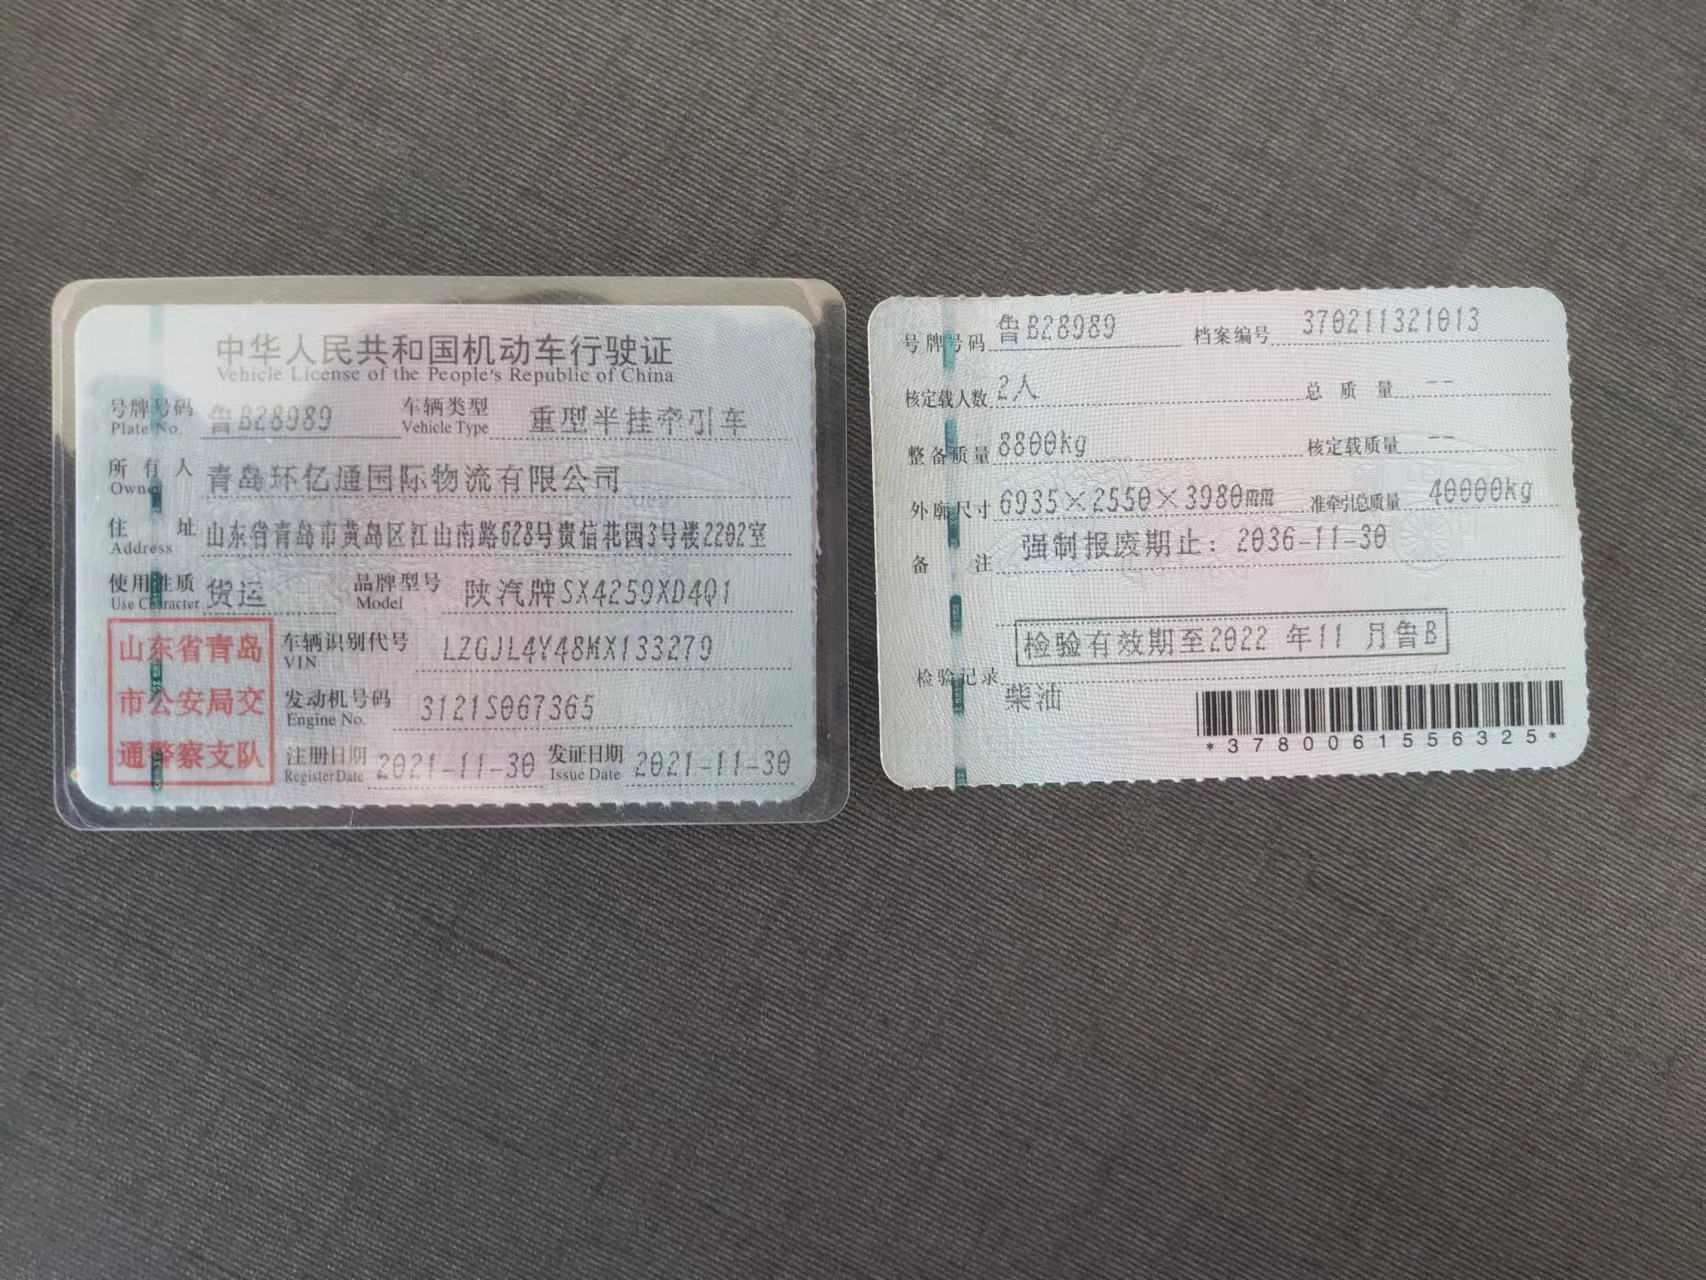 中华人民共和国机动车行驶证
Vehicle License of the People's Republic of China
号牌号码 鲁B28989 车辆类型 重型半挂牵引车
Plate No. Vehicle Type
所有人 青岛环亿通国际物流有限公司
Owner
住址 山东省青岛市黄岛区江山南路628号贵信花园3号楼2202室
Address
使用性质 货运 品牌型号 陕汽牌SX4259XD4Q1
Use Character Model
山东省青岛
市公安局交
通警察支队
车辆识别代号 LZGJL4Y48MX133279
VIN
发动机号码 3121S067365
Engine No.
注册日期 2021-11-30 发证日期 2021-11-30
Register Date Issue Date
号牌号码 鲁B28989 档案编号 370211321013
核定载人数 2人 总质量 --
整备质量 8800kg 核定载质量 --
外廓尺寸 6935×2550×3980mm 准牵引总质量 40000kg
备注 强制报废期止：2036-11-30
检验有效期至2022 年11 月鲁B
检验记录
柴油
*3780061556325*